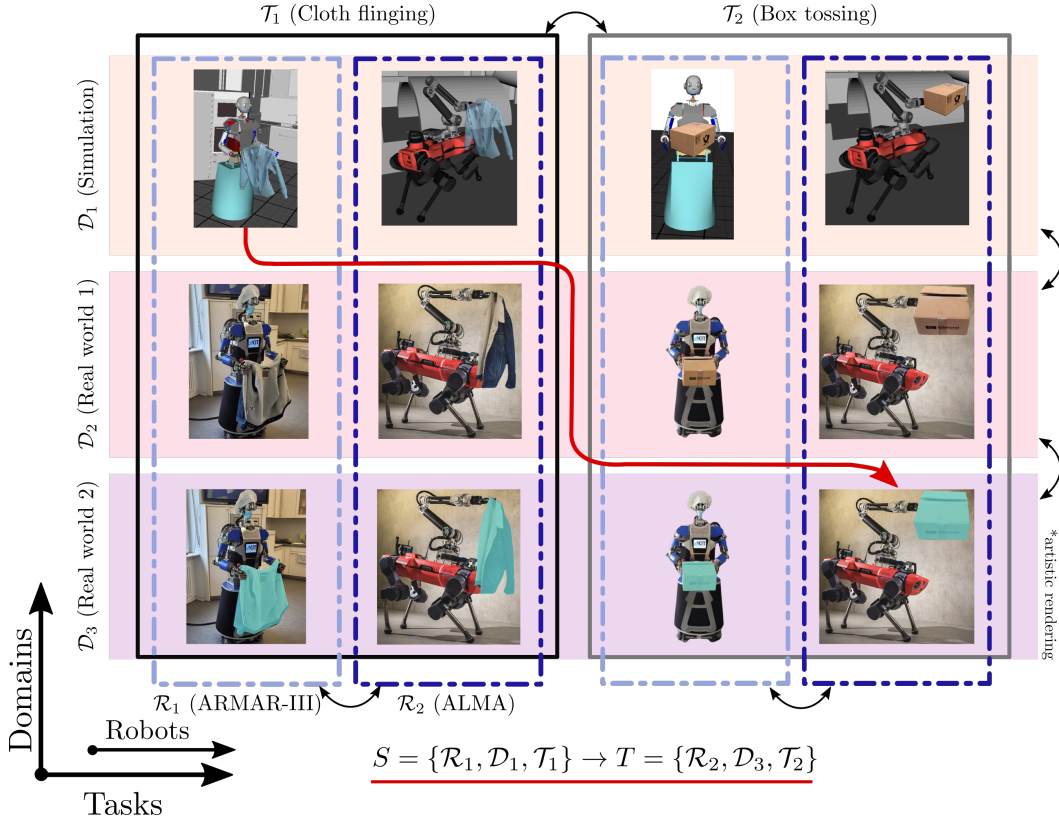 𝒯₁ (Cloth flinging)
𝒯₂ (Box tossing)
𝒟₁ (Simulation)
𝒟₂ (Real world 1)
𝒟₃ (Real world 2)
*artistic rendering
ℛ₁ (ARMAR-III)
ℛ₂ (ALMA)
Domains
Robots
Tasks
S = {ℛ₁, 𝒟₁, 𝒯₁} → T = {ℛ₂, 𝒟₃, 𝒯₂}